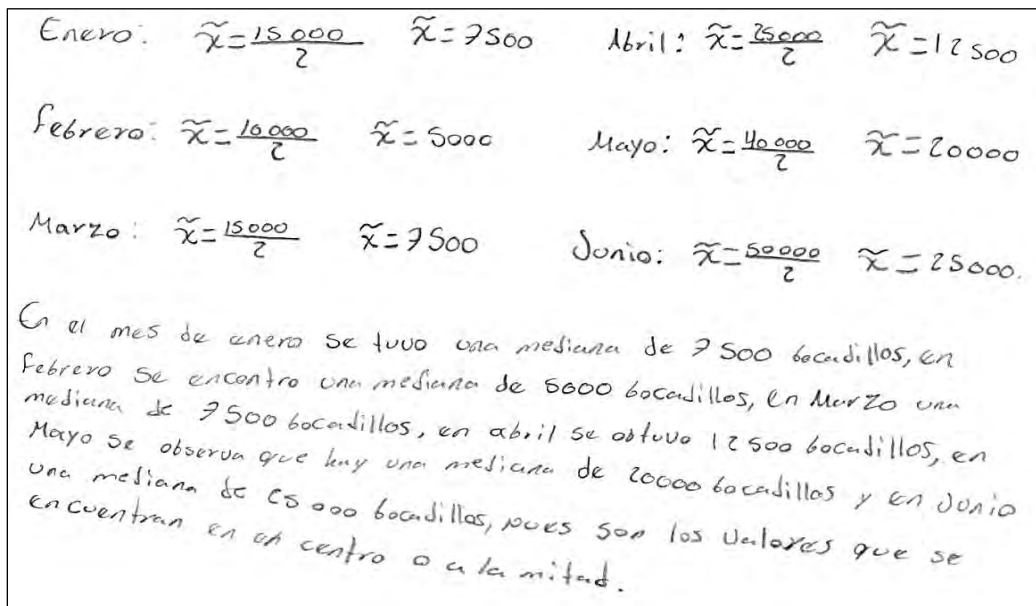 Enero: x̃=15000/2 x̃=7500 Abril: x̃=25000/2 x̃=12500
Febrero: x̃=10000/2 x̃=5000 Mayo: x̃=40000/2 x̃=20000
Marzo: x̃=15000/2 x̃=7500 Junio: x̃=50000/2 x̃=25000.
En el mes de enero se tuvo una mediana de 7500 bocadillos, en
Febrero se encontro una mediana de 5000 bocadillos, en Marzo una
mediana de 7500 bocadillos, en abril se obtuvo 12500 bocadillos, en
Mayo se observa que hay una mediana de 20000 bocadillos y en Junio
una mediana de 25000 bocadillos, pues son los valores que se
encuentran en un centro o a la mitad.